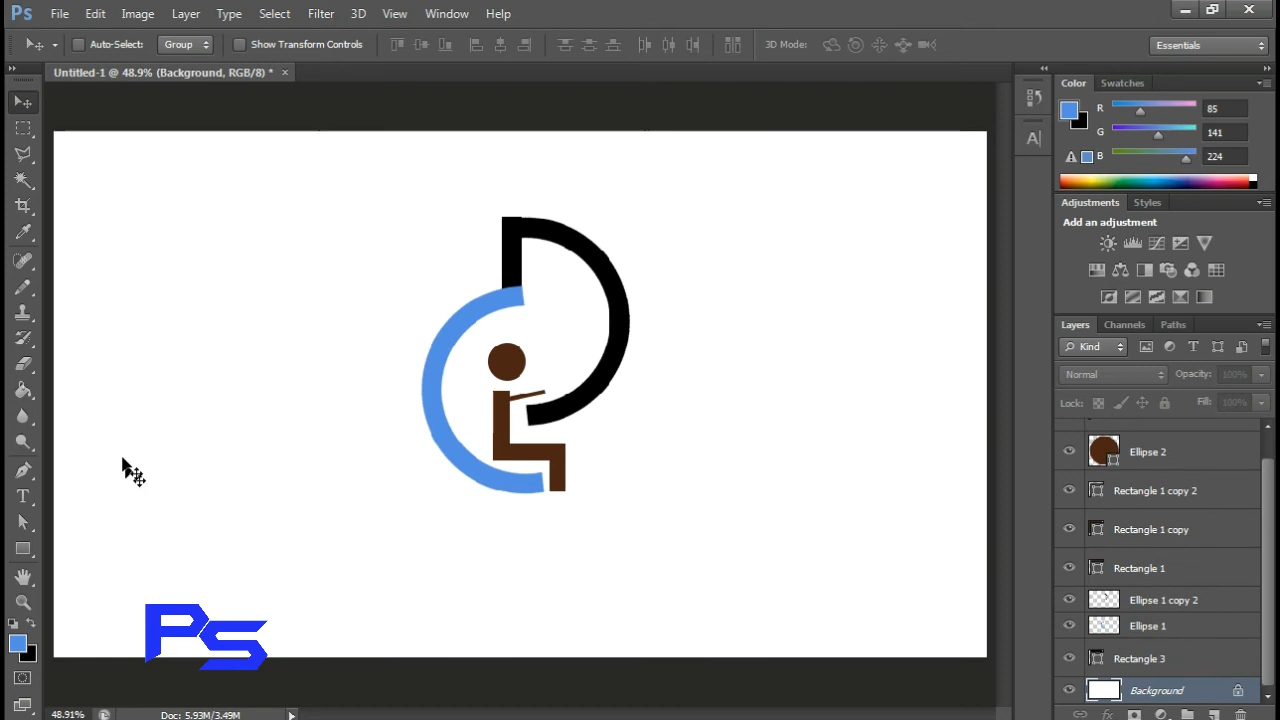 Ps File Edit Image Layer Type Select Filter 3D View Window Help
Auto-Select: Group Show Transform Controls 3D Mode: Essentials
Untitled-1 @ 48.9% (Background, RGB/8) * ×
Color Swatches
R 85
G 141
B 224
A|
Adjustments Styles
Add an adjustment
Layers Channels Paths
Kind
Normal Opacity: 100%
Lock: Fill: 100%
Ellipse 2
Rectangle 1 copy 2
Rectangle 1 copy
Rectangle 1
Ellipse 1 copy 2
Ellipse 1
Rectangle 3
Background
PS
48.91% Doc: 5.93M/3.49M
fx